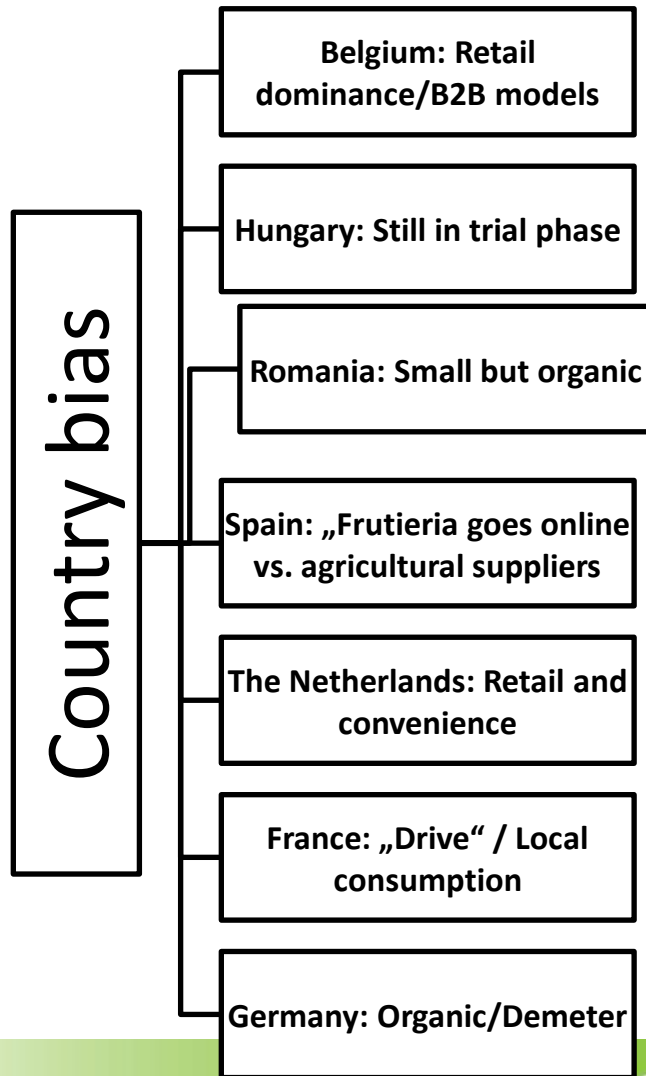 Country bias
Belgium: Retail
dominance/B2B models
Hungary: Still in trial phase
Romania: Small but organic
Spain: „Frutieria goes online
vs. agricultural suppliers
The Netherlands: Retail and
convenience
France: „Drive“ / Local
consumption
Germany: Organic/Demeter